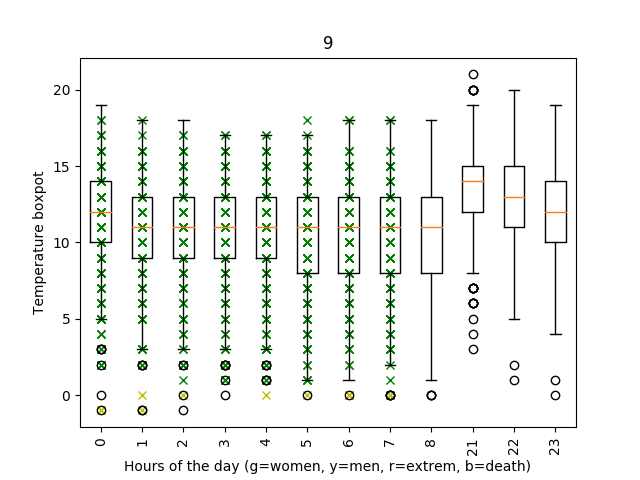 9
20
15
10
5
0
Temperature boxpot
0 1 2 3 4 5 6 7 8 21 22 23
Hours of the day (g=women, y=men, r=extrem, b=death)